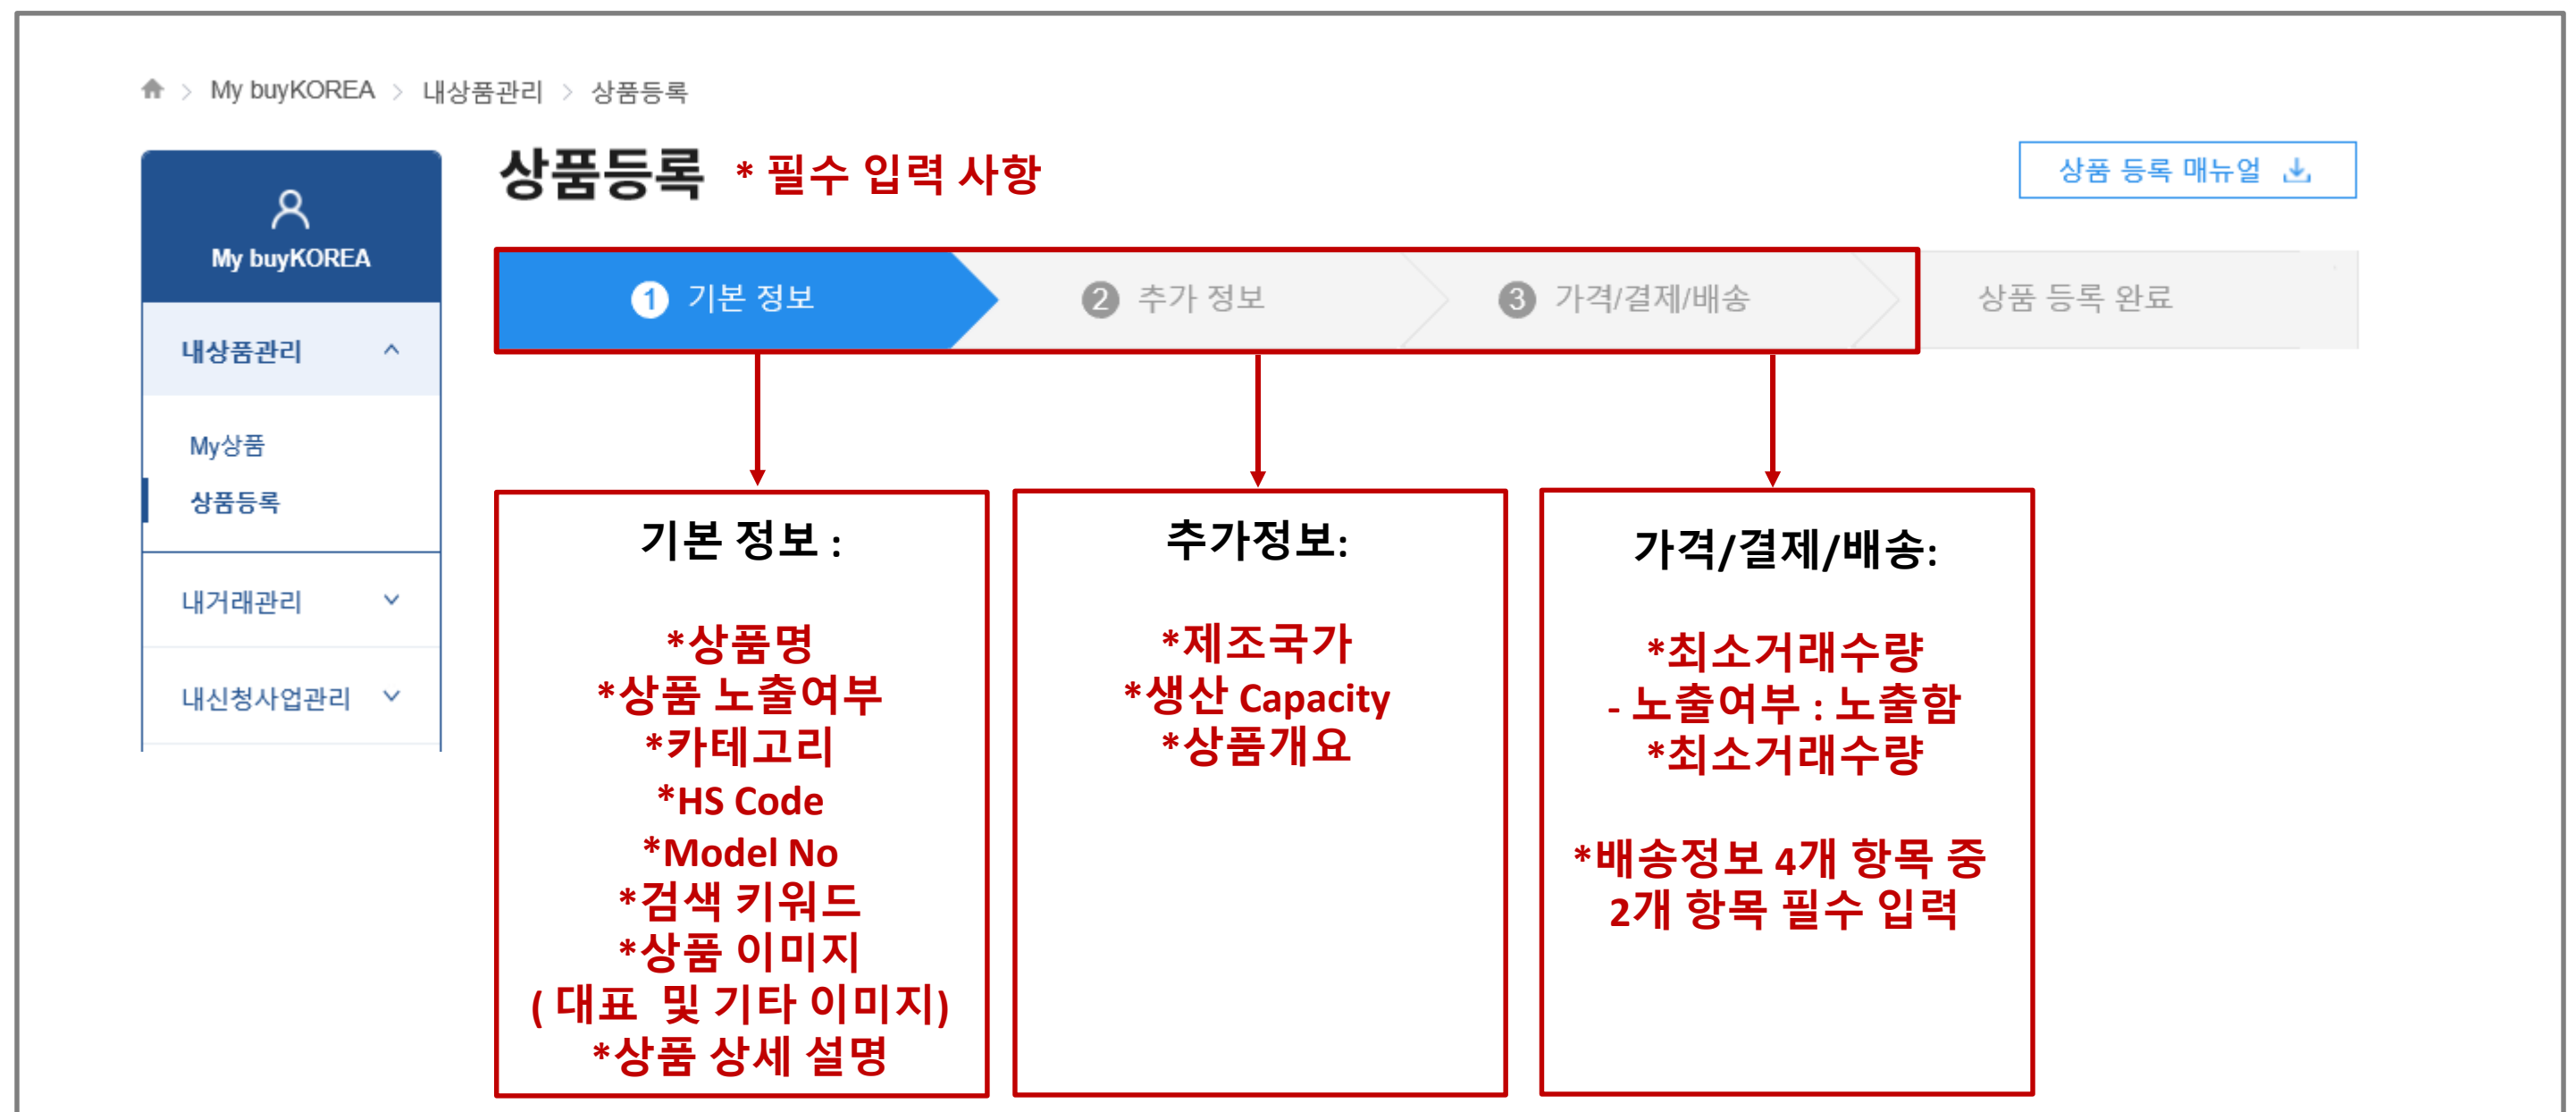 My buyKOREA > 내상품관리 > 상품등록
상품등록 * 필수 입력 사항
상품 등록 매뉴얼
My buyKOREA
내상품관리
My상품
상품등록
내거래관리
내신청사업관리
1 기본 정보
2 추가 정보
3 가격/결제/배송
상품 등록 완료
기본 정보 :
*상품명
*상품 노출여부
*카테고리
*HS Code
*Model No
*검색 키워드
*상품 이미지
( 대표 및 기타 이미지)
*상품 상세 설명
추가정보:
*제조국가
*생산 Capacity
*상품개요
가격/결제/배송:
*최소거래수량
- 노출여부 : 노출함
*최소거래수량
*배송정보 4개 항목 중
2개 항목 필수 입력